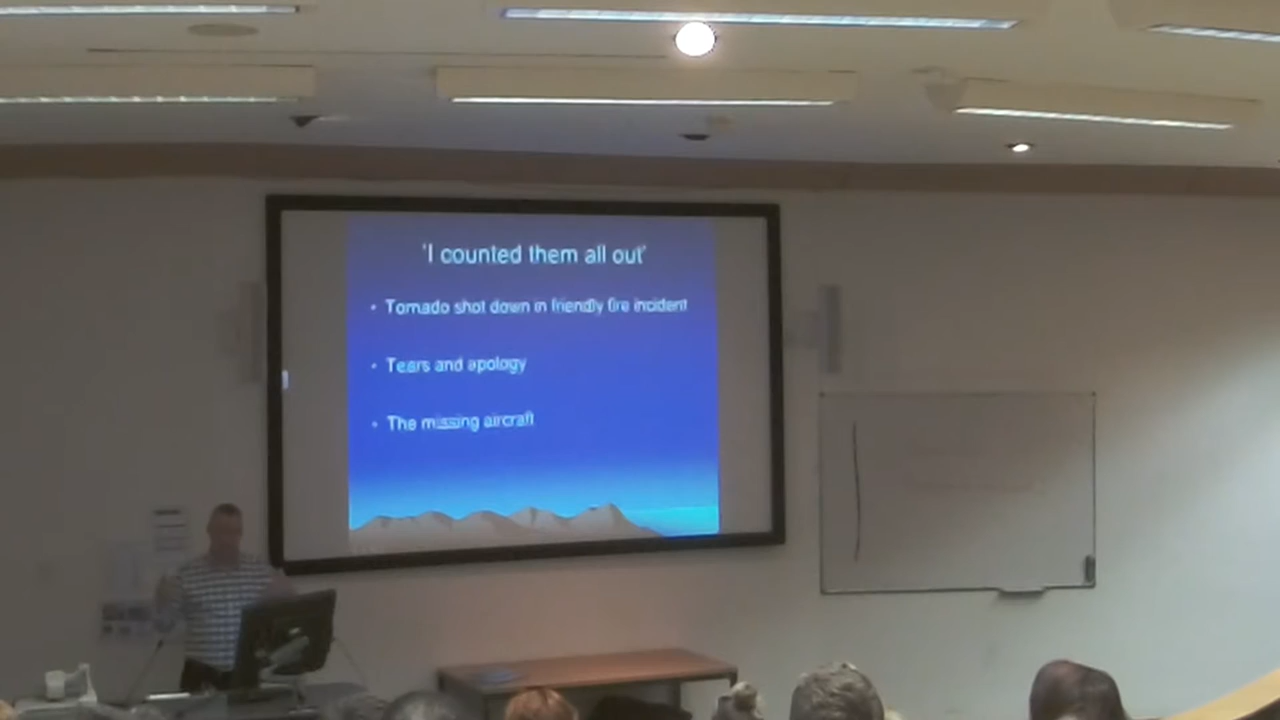 'I counted them all out'
• Tornado shot down in friendly fire incident
• Tears and apology
• The missing aircraft